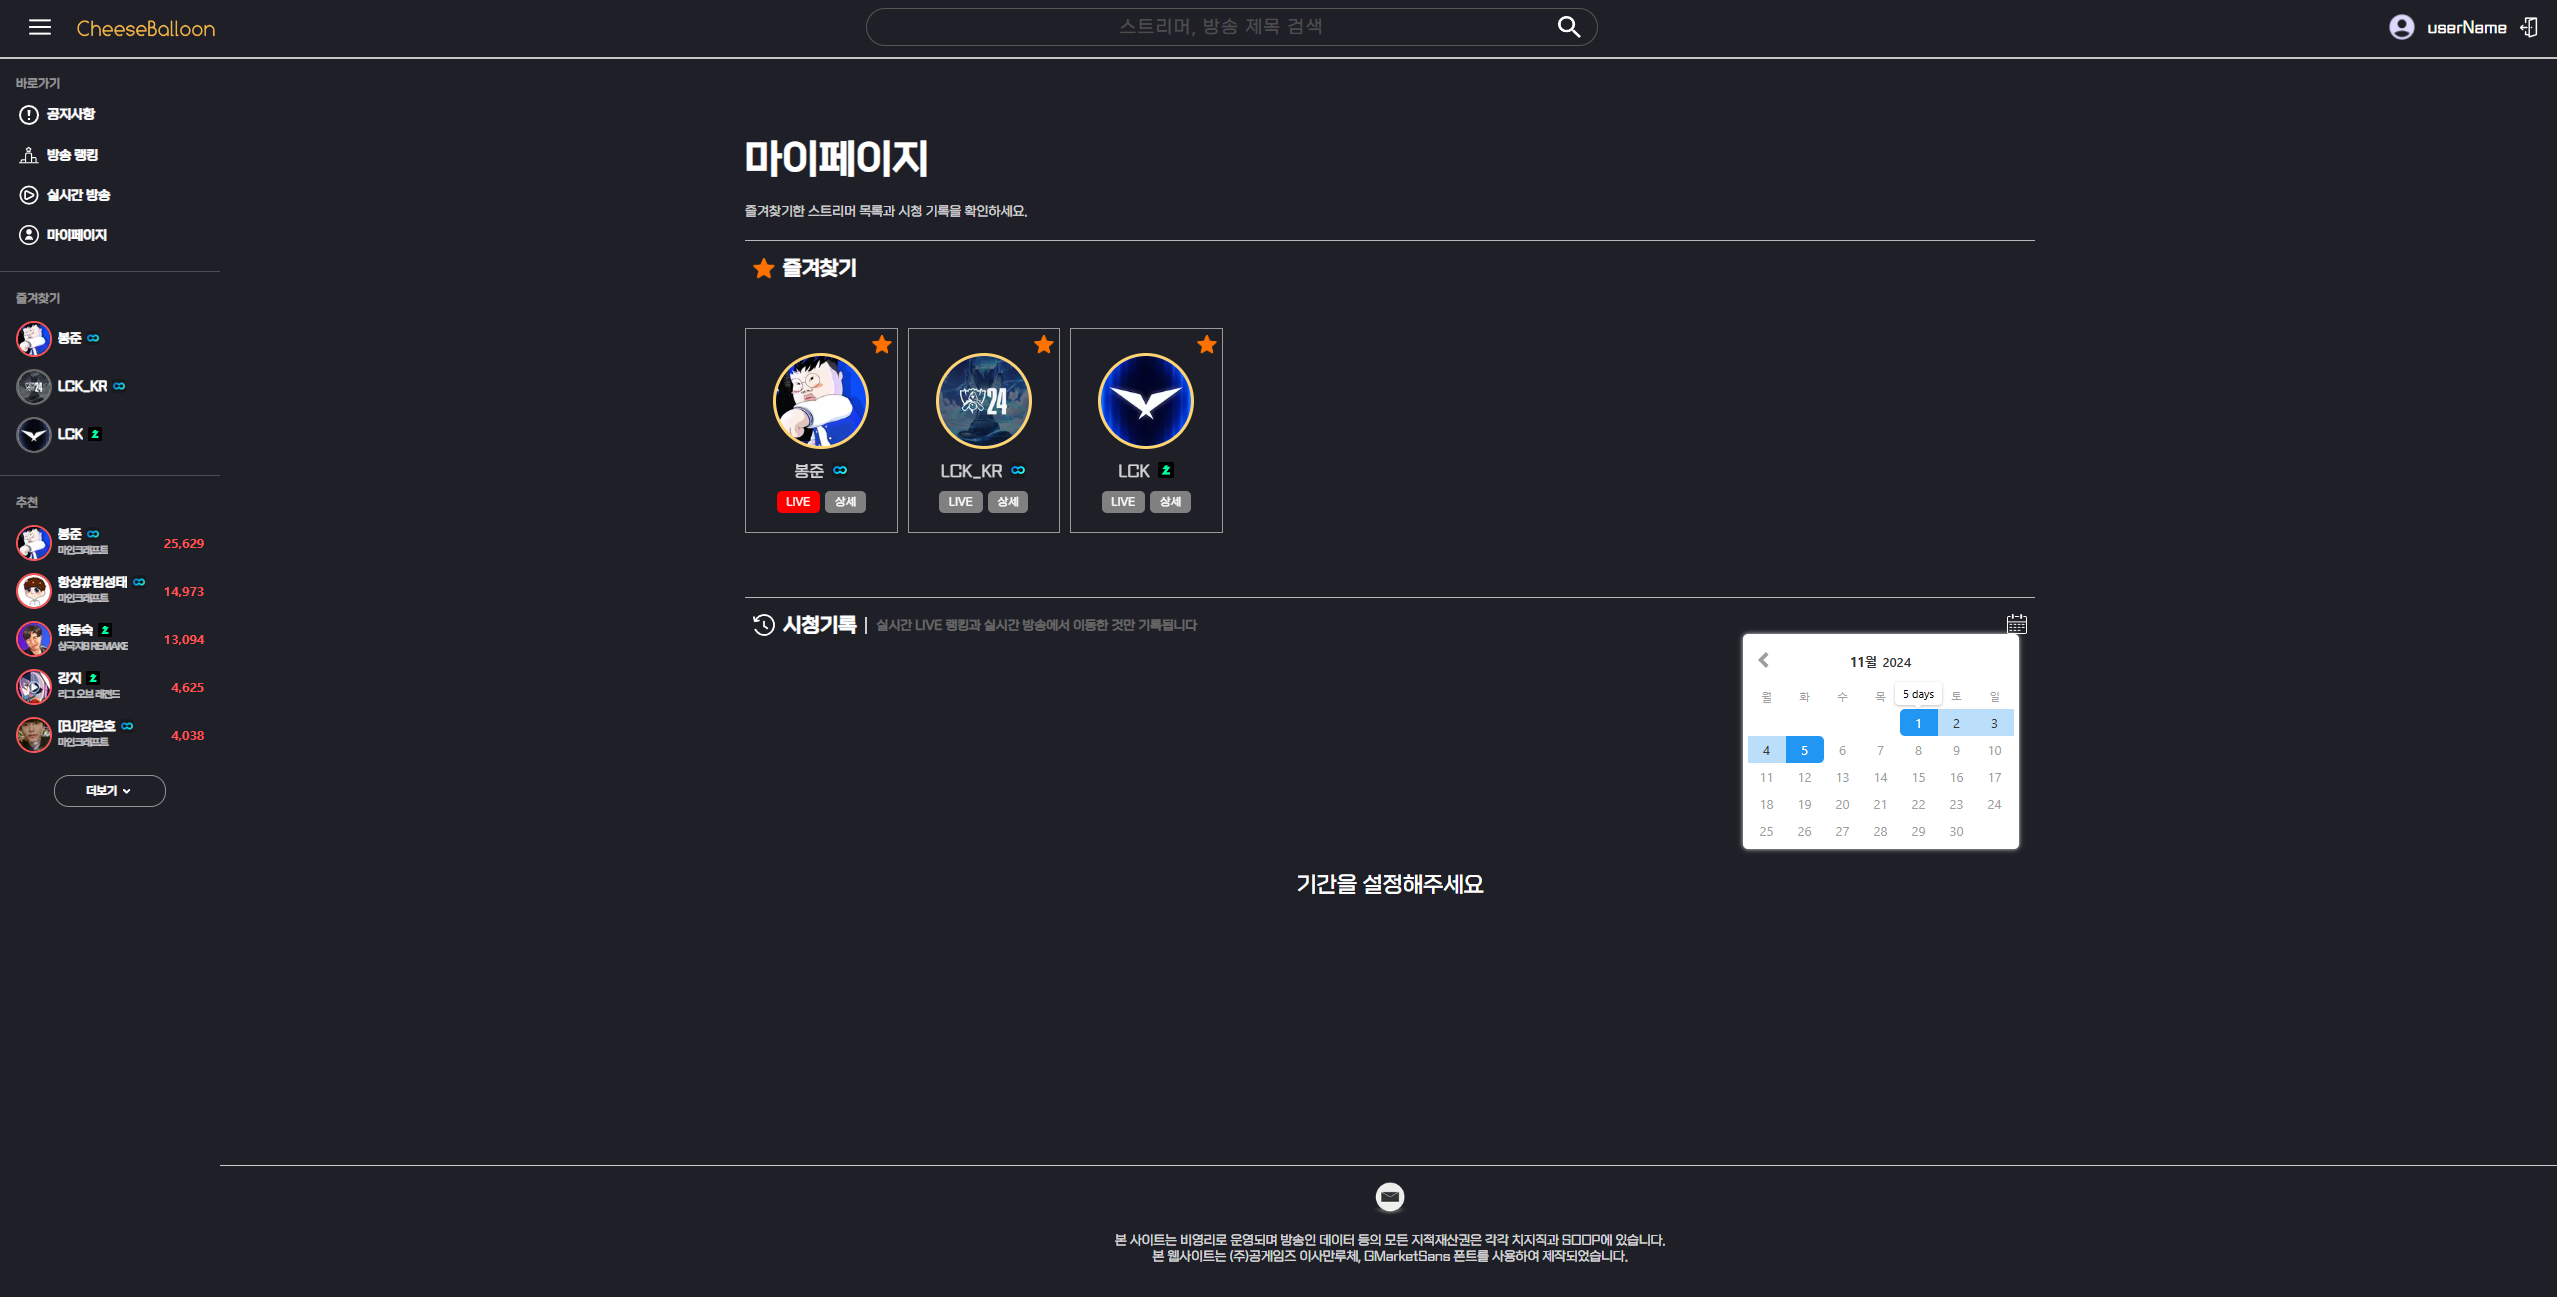 CheeseBalloon
스트리머, 방송 제목 검색
userName
바로가기
공지사항
방송 랭킹
실시간 방송
마이페이지
즐겨찾기
봉준
LCK_KR
LCK
추천
봉준
마인크래프트
25,629
항상#킴성태
마인크래프트
14,973
한동숙
삼국지8 REMAKE
13,094
강지
리그 오브 레전드
4,625
[BJ]강은호
마인크래프트
4,038
더보기
마이페이지
즐겨찾기한 스트리머 목록과 시청 기록을 확인하세요.
즐겨찾기
봉준
LIVE 상세
24
LCK_KR
LIVE 상세
LCK
LIVE 상세
시청기록 | 실시간 LIVE 랭킹과 실시간 방송에서 이동한 것만 기록됩니다
11월 2024
월 화 수 목 5 days 토 일
1 2 3
4 5 6 7 8 9 10
11 12 13 14 15 16 17
18 19 20 21 22 23 24
25 26 27 28 29 30
기간을 설정해주세요
본 사이트는 비영리로 운영되며 방송인 데이터 등의 모든 지적재산권은 각각 치지직과 SOOP에 있습니다.
본 웹사이트는 (주)공게임즈 이사만루체, GMarketSans 폰트를 사용하여 제작되었습니다.